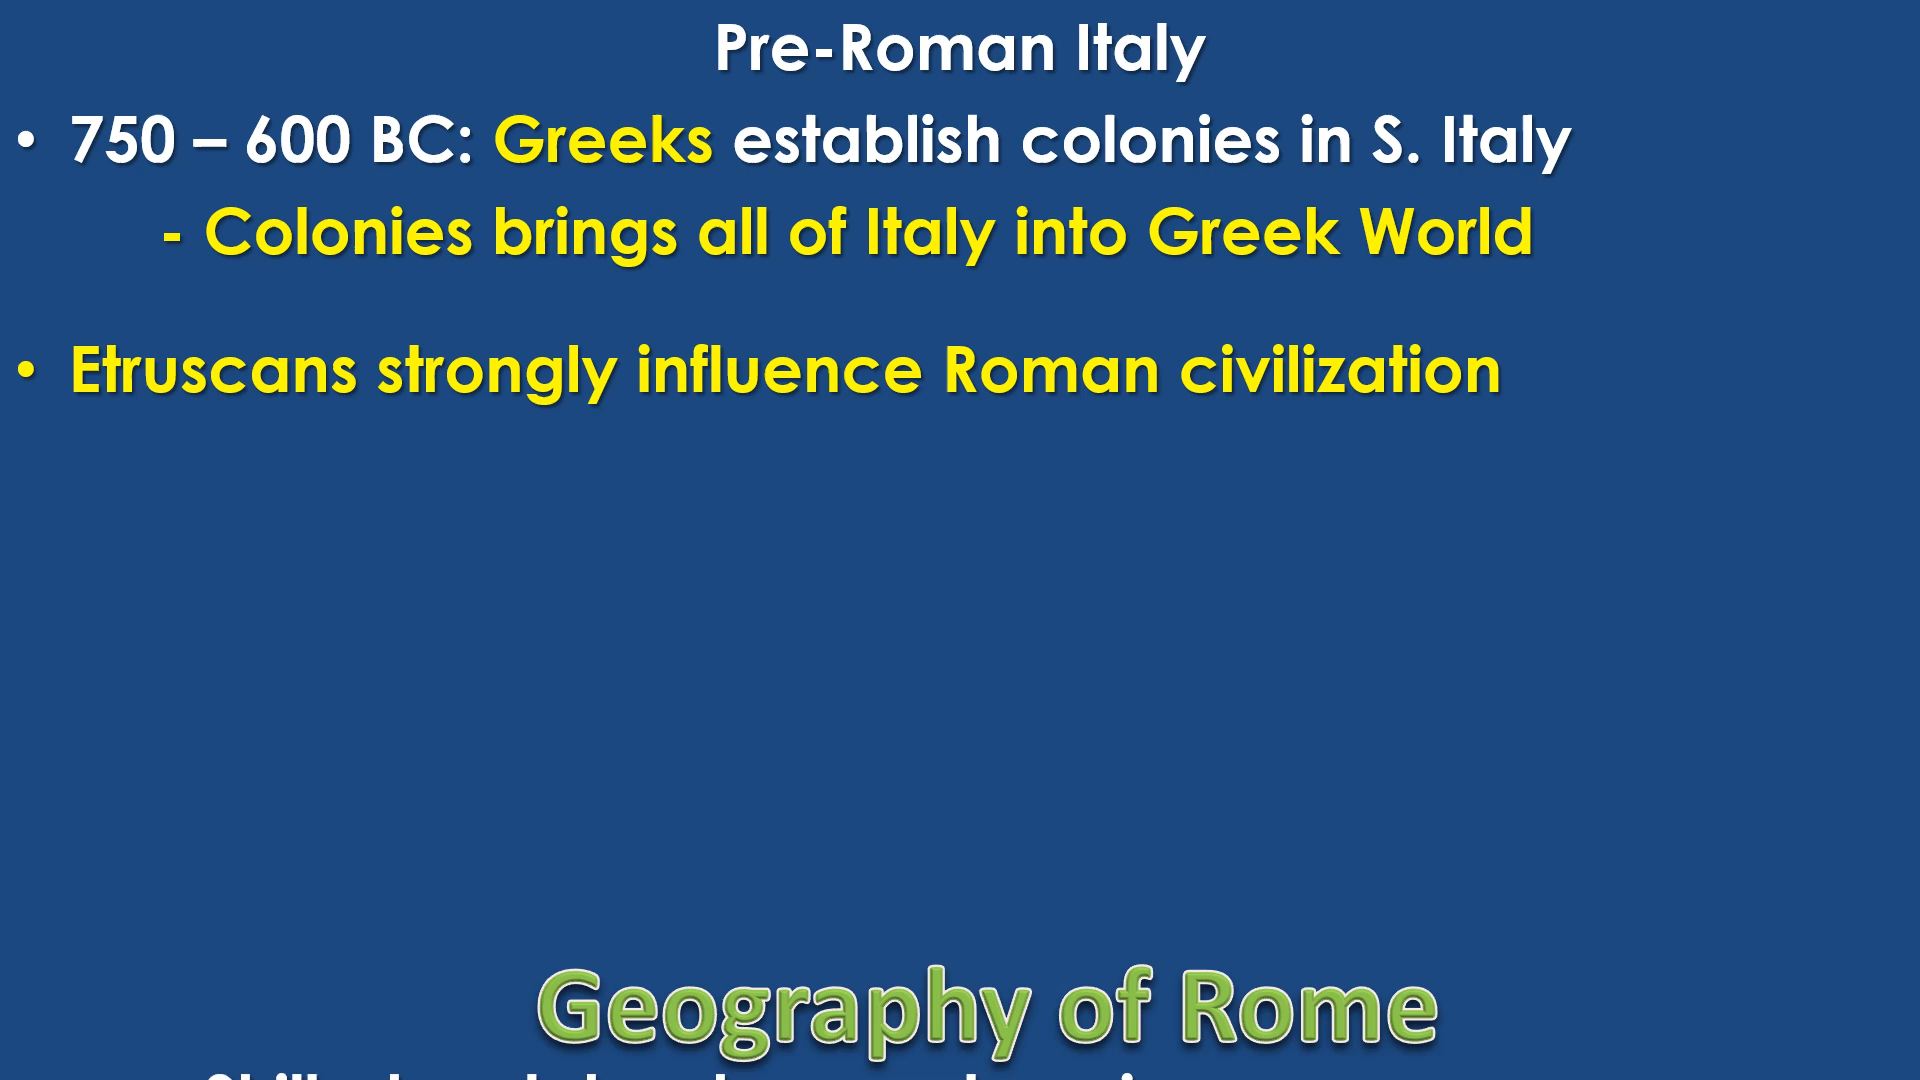 Pre-Roman Italy
• 750 – 600 BC: Greeks establish colonies in S. Italy
- Colonies brings all of Italy into Greek World
• Etruscans strongly influence Roman civilization
Geography of Rome